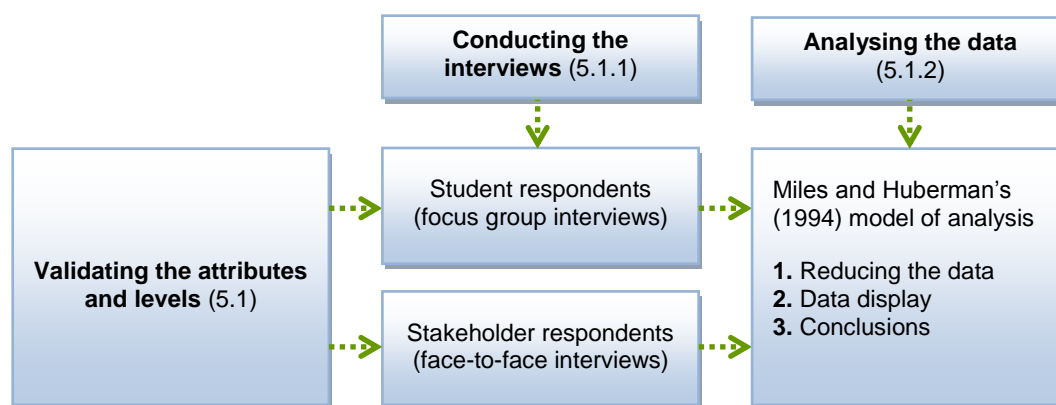 Conducting the
interviews (5.1.1)
Analysing the data
(5.1.2)
Validating the attributes
and levels (5.1)
Student respondents
(focus group interviews)
Stakeholder respondents
(face-to-face interviews)
Miles and Huberman’s
(1994) model of analysis
1. Reducing the data
2. Data display
3. Conclusions